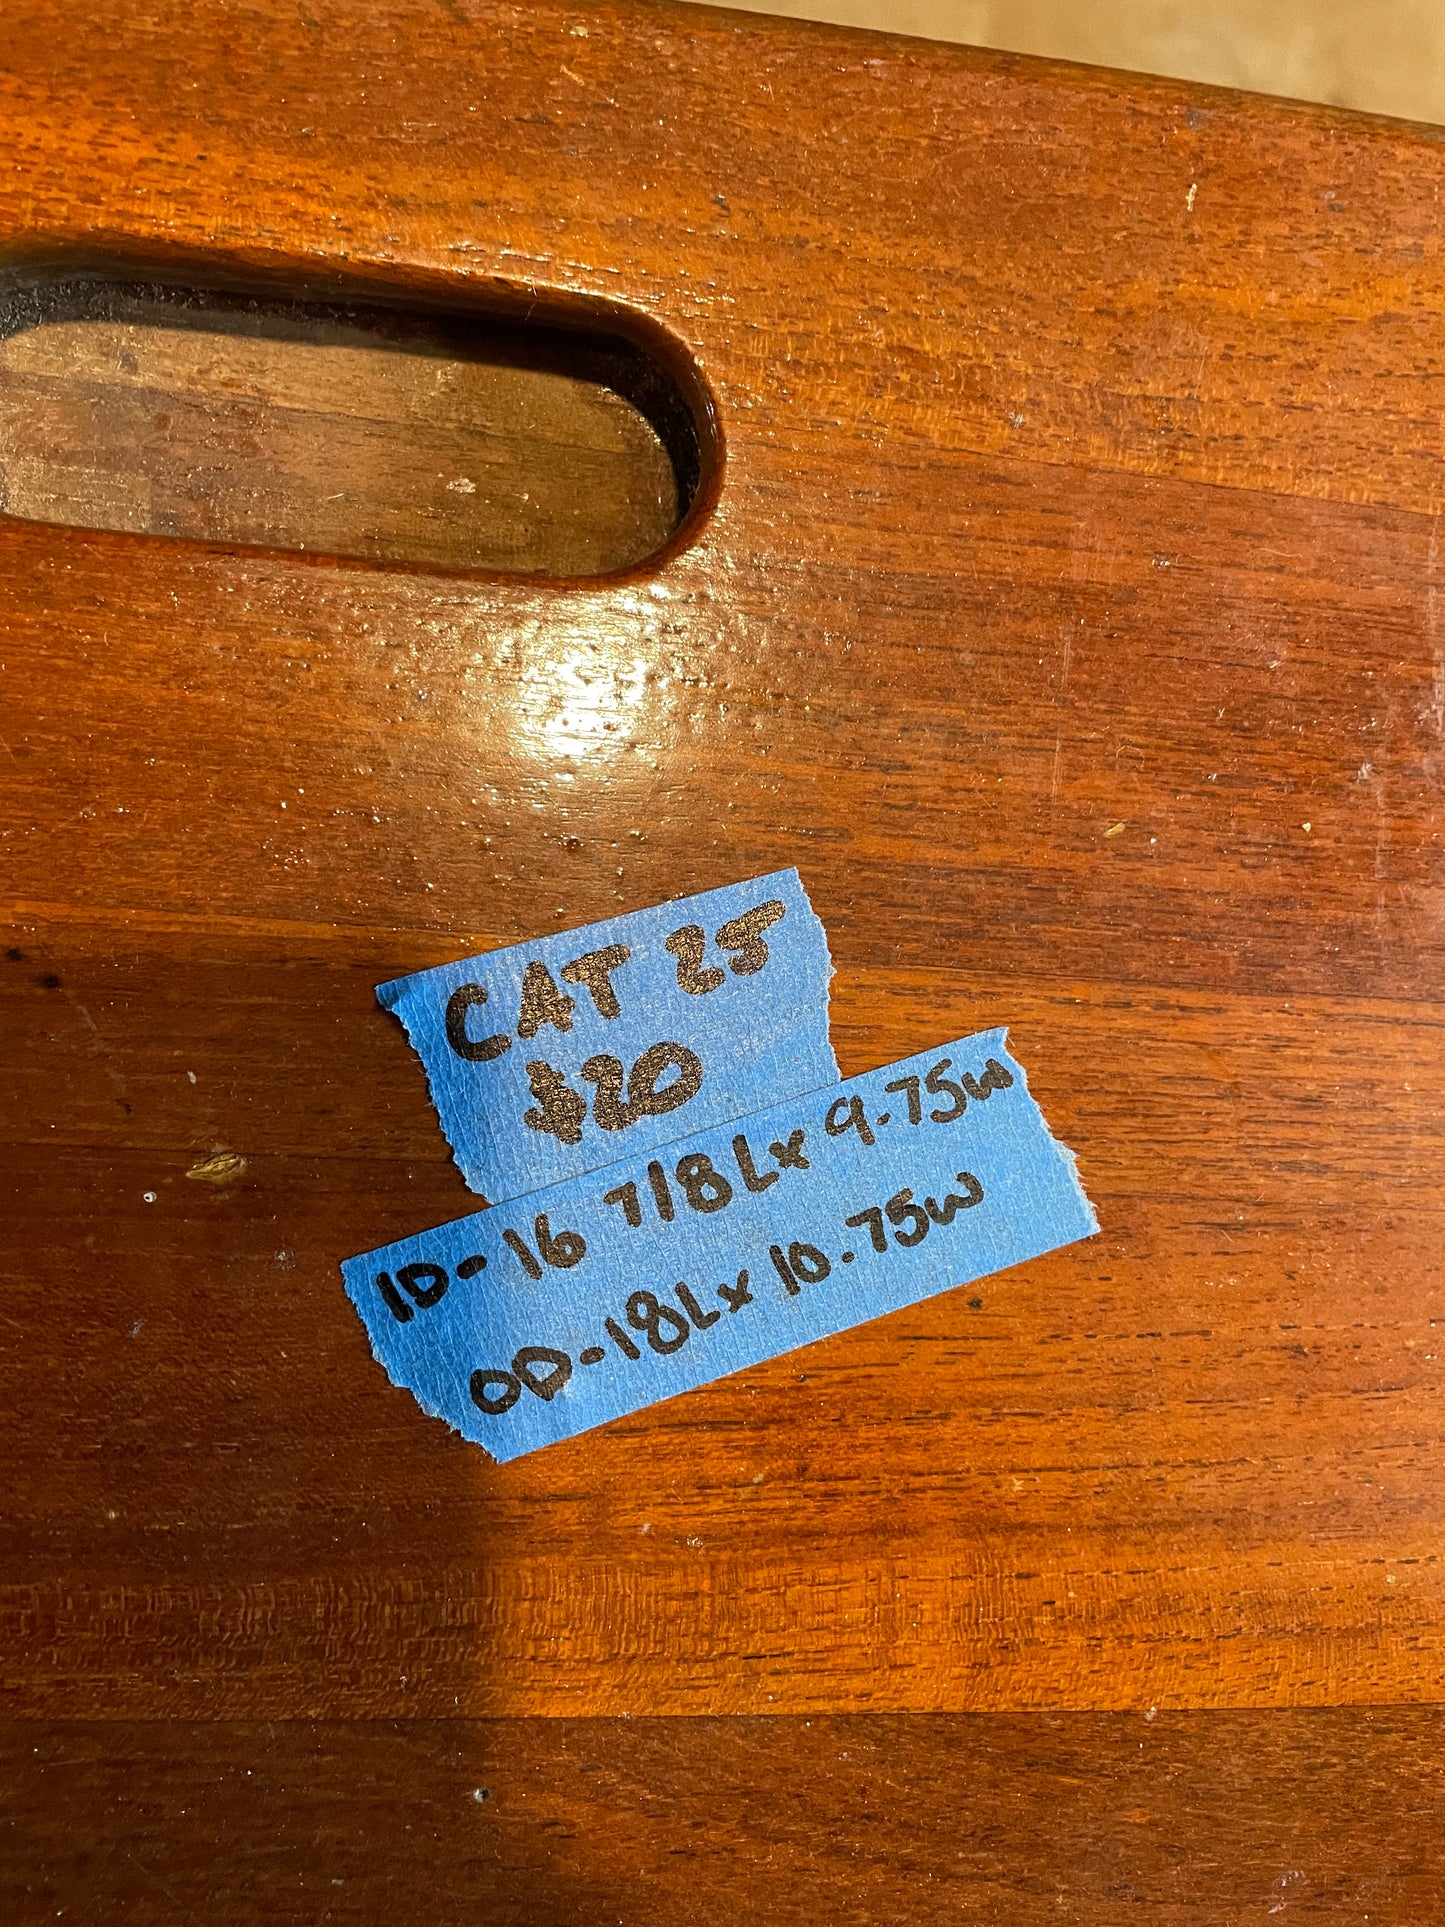 CAT 25
$20
ID-16 7/8L x 9.75W
OD-18L x 10.75W